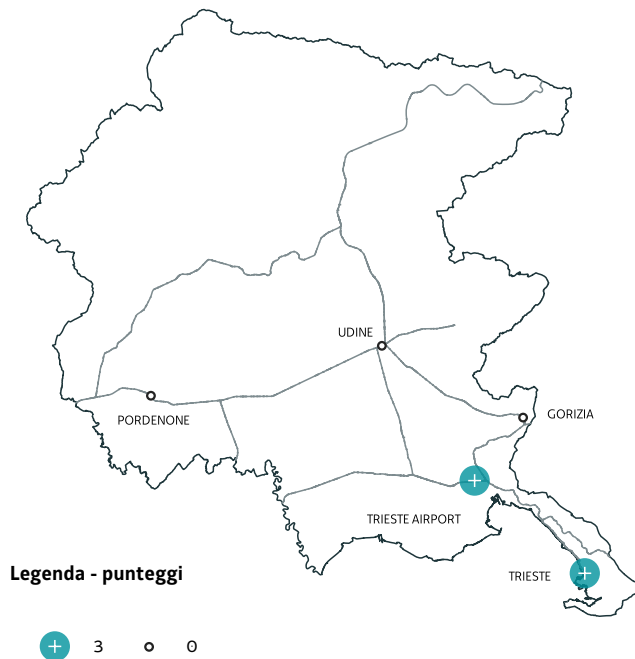 UDINE
PORDENONE
GORIZIA
TRIESTE AIRPORT
TRIESTE
Legenda - punteggi
3 0